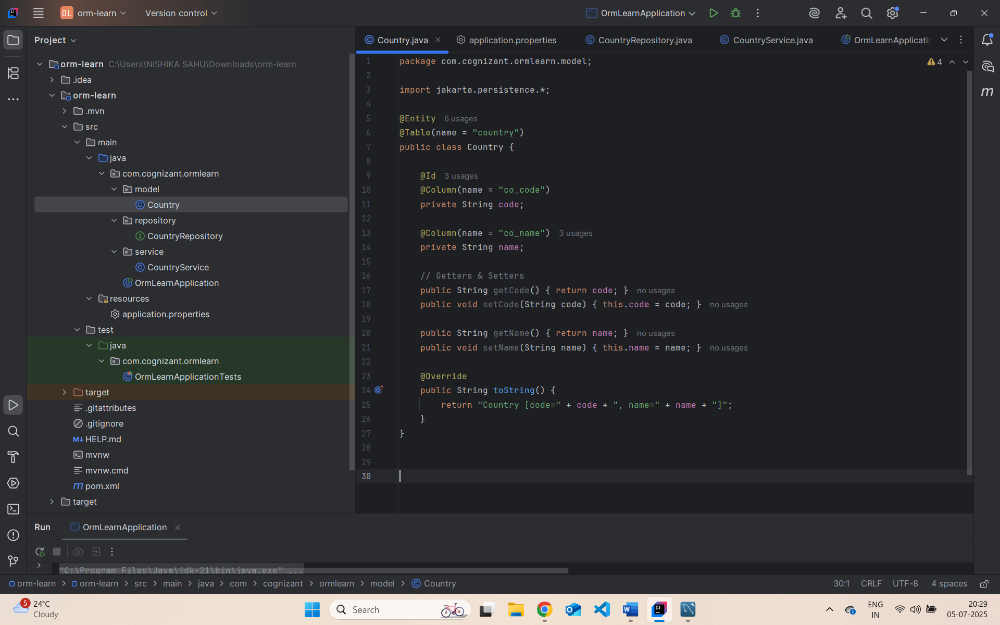 OL orm-learn Version control OrmLearnApplication
Project
Country.java application.properties CountryRepository.java CountryService.java OrmLearnApplicatio
orm-learn C:\Users\NISHIKA SAHU\Downloads\orm-learn
.idea
orm-learn
.mvn
src
main
java
com.cognizant.ormlearn
model
Country
repository
CountryRepository
service
CountryService
OrmLearnApplication
resources
application.properties
test
java
com.cognizant.ormlearn
OrmLearnApplicationTests
target
.gitattributes
.gitignore
M↓ HELP.md
mvnw
mvnw.cmd
m pom.xml
target
4
m
1 package com.cognizant.ormlearn.model;
2
3 import jakarta.persistence.*;
4
5 @Entity 6 usages
6 @Table(name = "country")
7 public class Country {
8
9 @Id 3 usages
10 @Column(name = "co_code")
11 private String code;
12
13 @Column(name = "co_name") 3 usages
14 private String name;
15
16 // Getters & Setters
17 public String getCode() { return code; } no usages
18 public void setCode(String code) { this.code = code; } no usages
19
20 public String getName() { return name; } no usages
21 public void setName(String name) { this.name = name; } no usages
22
23 @Override
24 public String toString() {
25 return "Country [code=" + code + ", name=" + name + "]";
26 }
27 }
28
29
30
Run OrmLearnApplication
"C:\Program Files\Java\jdk-21\bin\java.exe" ...
orm-learn > orm-learn > src > main > java > com > cognizant > ormlearn > model > Country 30:1 CRLF UTF-8 4 spaces
5 24°C
Cloudy
Search
ENG
IN
20:29
05-07-2025